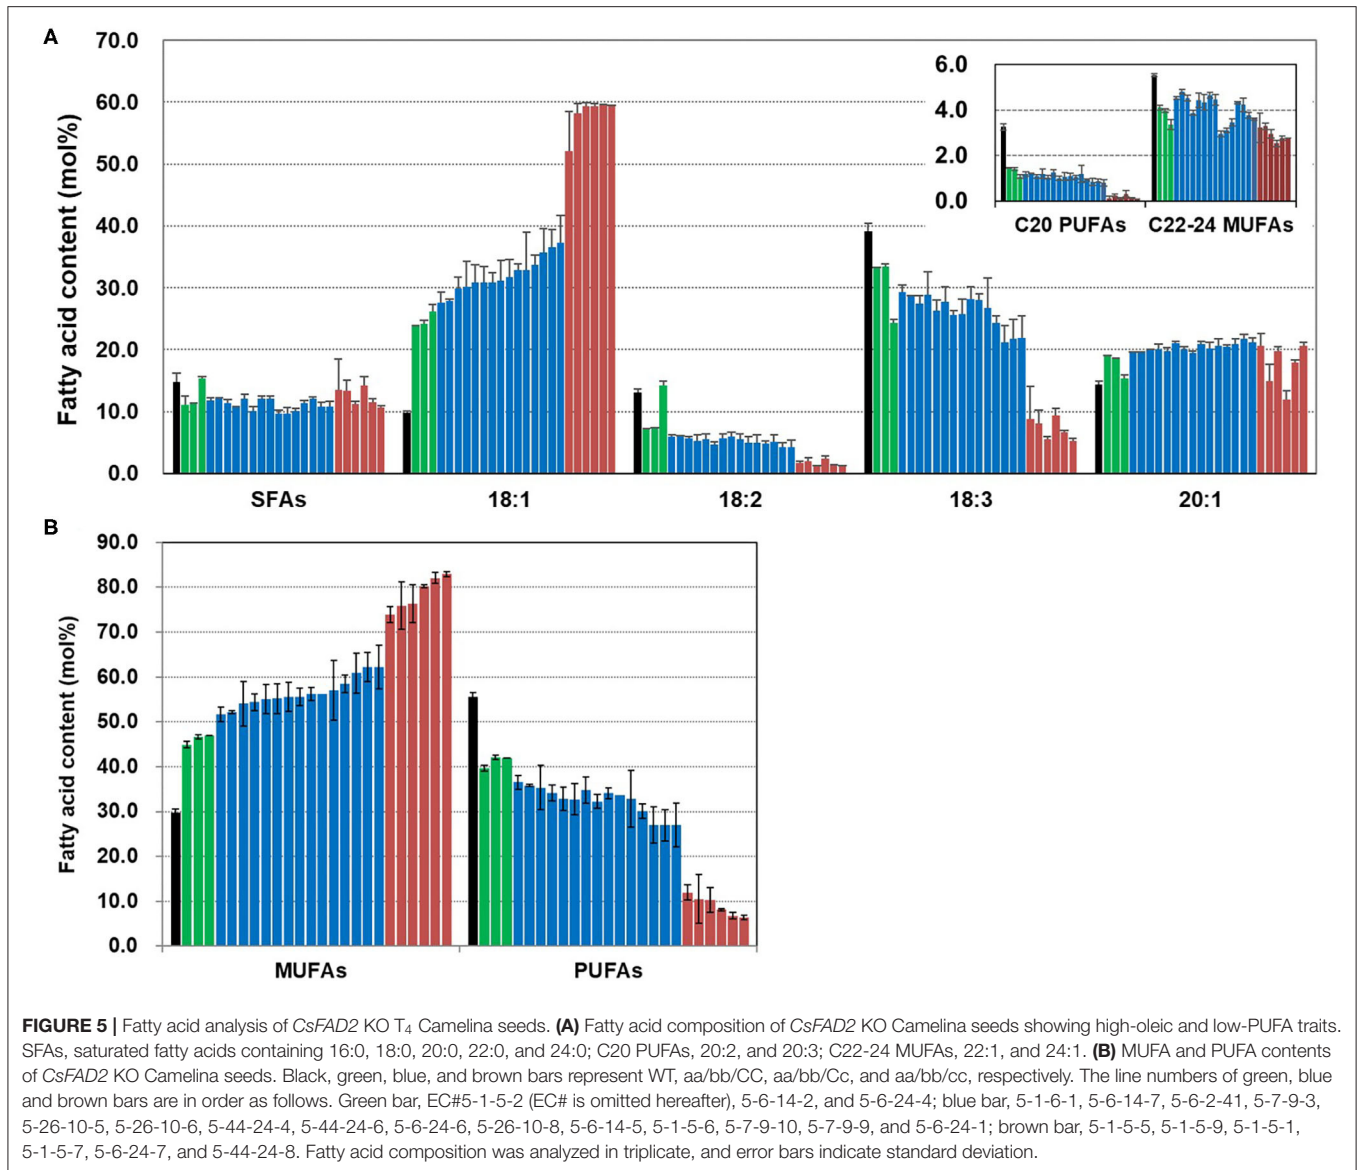 A
70.0
60.0
50.0
40.0
30.0
20.0
10.0
0.0
Fatty acid content (mol%)
SFAs
18:1
18:2
18:3
20:1
6.0
4.0
2.0
0.0
C20 PUFAs
C22-24 MUFAs
B
90.0
80.0
70.0
60.0
50.0
40.0
30.0
20.0
10.0
0.0
Fatty acid content (mol%)
MUFAs
PUFAs
FIGURE 5 | Fatty acid analysis of CsFAD2 KO T4 Camelina seeds. (A) Fatty acid composition of CsFAD2 KO Camelina seeds showing high-oleic and low-PUFA traits.
SFAs, saturated fatty acids containing 16:0, 18:0, 20:0, 22:0, and 24:0; C20 PUFAs, 20:2, and 20:3; C22-24 MUFAs, 22:1, and 24:1. (B) MUFA and PUFA contents
of CsFAD2 KO Camelina seeds. Black, green, blue, and brown bars represent WT, aa/bb/CC, aa/bb/Cc, and aa/bb/cc, respectively. The line numbers of green, blue
and brown bars are in order as follows. Green bar, EC#5-1-5-2 (EC# is omitted hereafter), 5-6-14-2, and 5-6-24-4; blue bar, 5-1-6-1, 5-6-14-7, 5-6-2-41, 5-7-9-3,
5-26-10-5, 5-26-10-6, 5-44-24-4, 5-44-24-6, 5-6-24-6, 5-26-10-8, 5-6-14-5, 5-1-5-6, 5-7-9-10, 5-7-9-9, and 5-6-24-1; brown bar, 5-1-5-5, 5-1-5-9, 5-1-5-1,
5-1-5-7, 5-6-24-7, and 5-44-24-8. Fatty acid composition was analyzed in triplicate, and error bars indicate standard deviation.